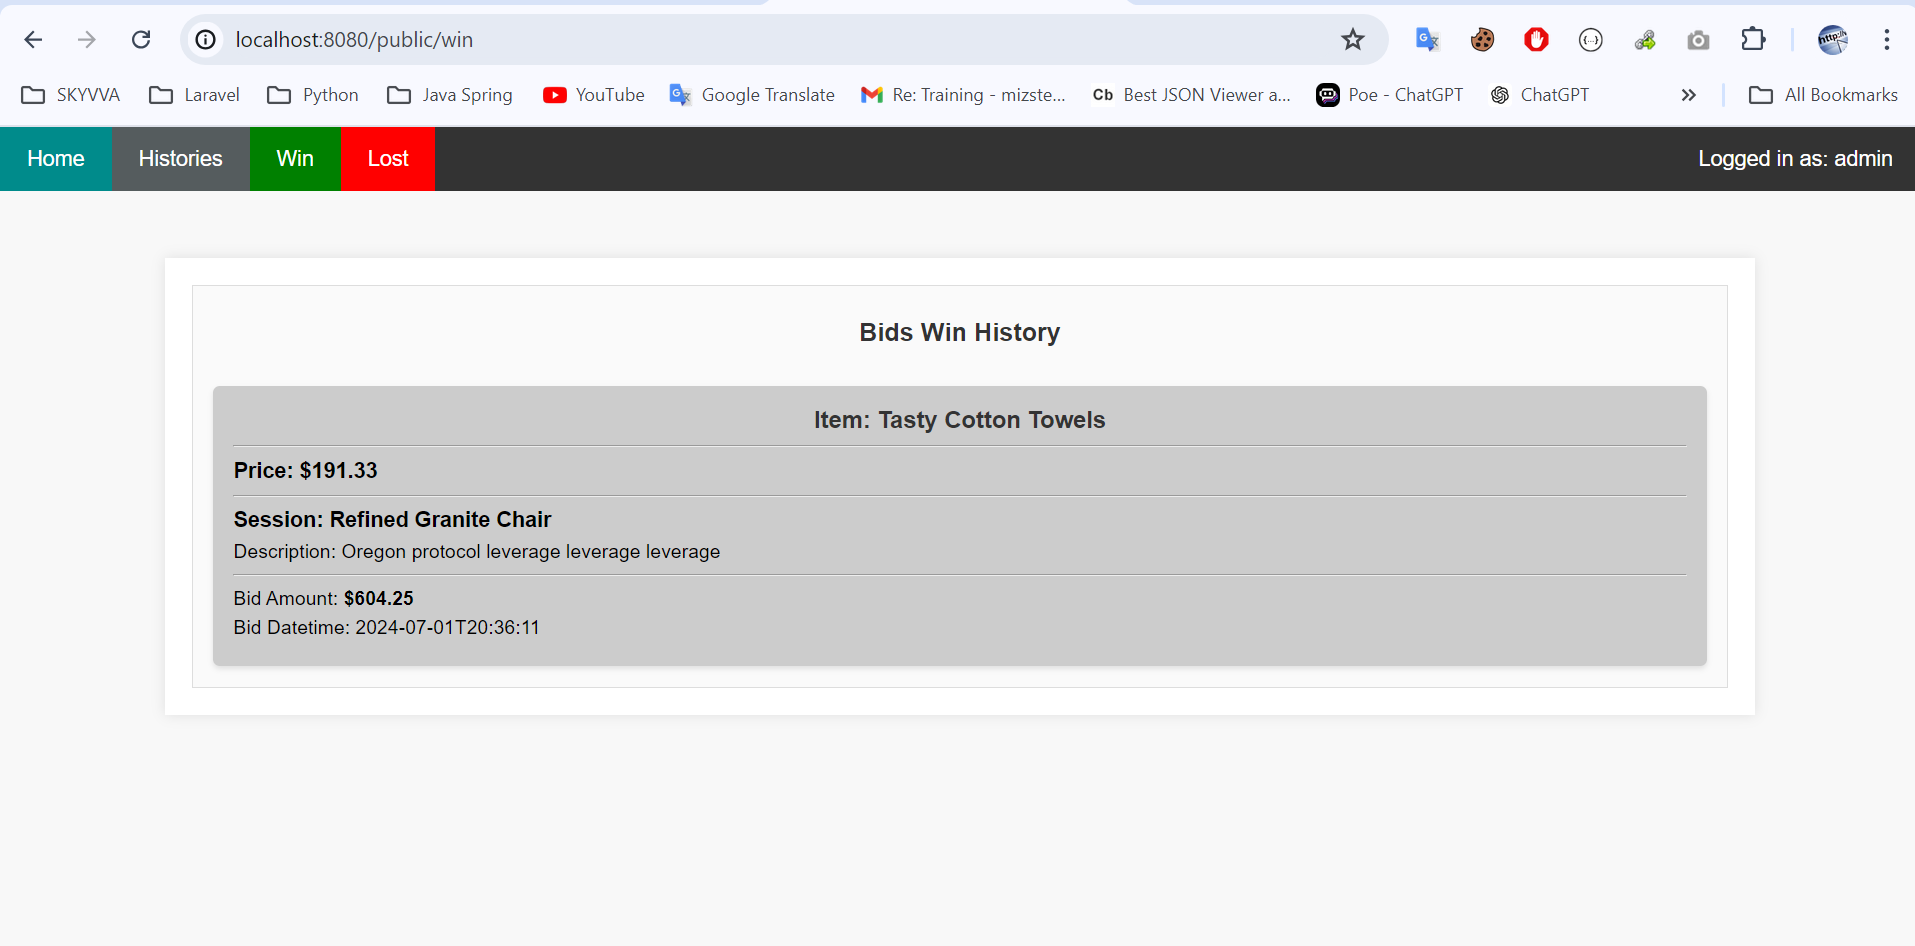 localhost:8080/public/win
SKYVVA Laravel Python Java Spring YouTube Google Translate Re: Training - mizste... Cb Best JSON Viewer a... Poe - ChatGPT ChatGPT » All Bookmarks
Home Histories Win Lost Logged in as: admin
Bids Win History
Item: Tasty Cotton Towels
Price: $191.33
Session: Refined Granite Chair
Description: Oregon protocol leverage leverage leverage
Bid Amount: $604.25
Bid Datetime: 2024-07-01T20:36:11